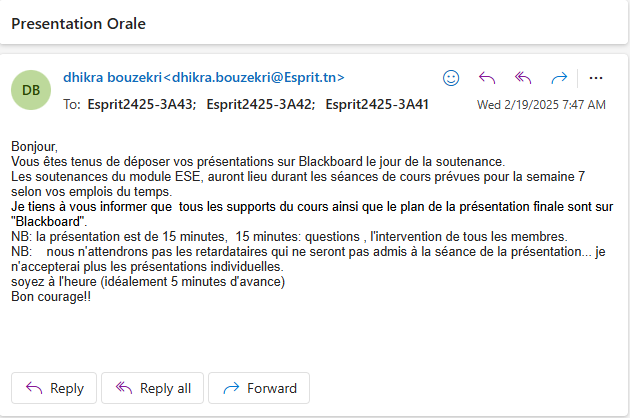 Presentation Orale
DB
dhikra bouzekri<dhikra.bouzekri@Esprit.tn>
To: Esprit2425-3A43; Esprit2425-3A42; Esprit2425-3A41
Wed 2/19/2025 7:47 AM
Bonjour,
Vous êtes tenus de déposer vos présentations sur Blackboard le jour de la soutenance.
Les soutenances du module ESE, auront lieu durant les séances de cours prévues pour la semaine 7
selon vos emplois du temps.
Je tiens à vous informer que tous les supports du cours ainsi que le plan de la présentation finale sont sur
"Blackboard".
NB: la présentation est de 15 minutes, 15 minutes: questions , l'intervention de tous les membres.
NB: nous n'attendrons pas les retardataires qui ne seront pas admis à la séance de la présentation... je
n'accepterai plus les présentations individuelles.
soyez à l'heure (idéalement 5 minutes d'avance)
Bon courage!!
Reply
Reply all
Forward